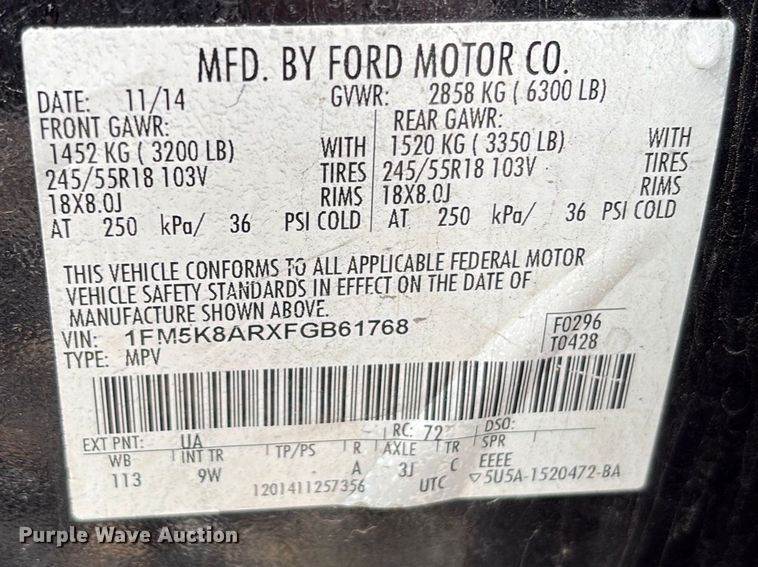 MFD. BY FORD MOTOR CO.
DATE: 11/14 GVWR: 2858 KG ( 6300 LB)
FRONT GAWR: REAR GAWR:
1452 KG ( 3200 LB) WITH 1520 KG ( 3350 LB) WITH
245/55R18 103V TIRES 245/55R18 103V TIRES
18X8.0J RIMS 18X8.0J RIMS
AT 250 kPa/ 36 PSI COLD AT 250 kPa/ 36 PSI COLD
THIS VEHICLE CONFORMS TO ALL APPLICABLE FEDERAL MOTOR
VEHICLE SAFETY STANDARDS IN EFFECT ON THE DATE OF
MANUFACTURE SHOWN ABOVE.
VIN: 1FM5K8ARXFGB61768 F0296
TYPE: MPV T0428
EXT PNT: UA RC: 72 DSO:
WB INT TR TP/PS R AXLE TR SPR
113 9W A 3J C EEEE
1201411257356 UTC ▽5U5A-1520472-BA
Purple Wave Auction